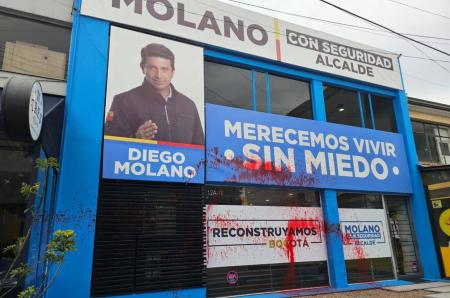 MOLANO
CON SEGURIDAD
ALCALDE
MERECEMOS VIVIR
SIN MIEDO
DIEGO
MOLANO
RECONSTRUYAMOS
BOGOTÁ
MOLANO
ALCALDE